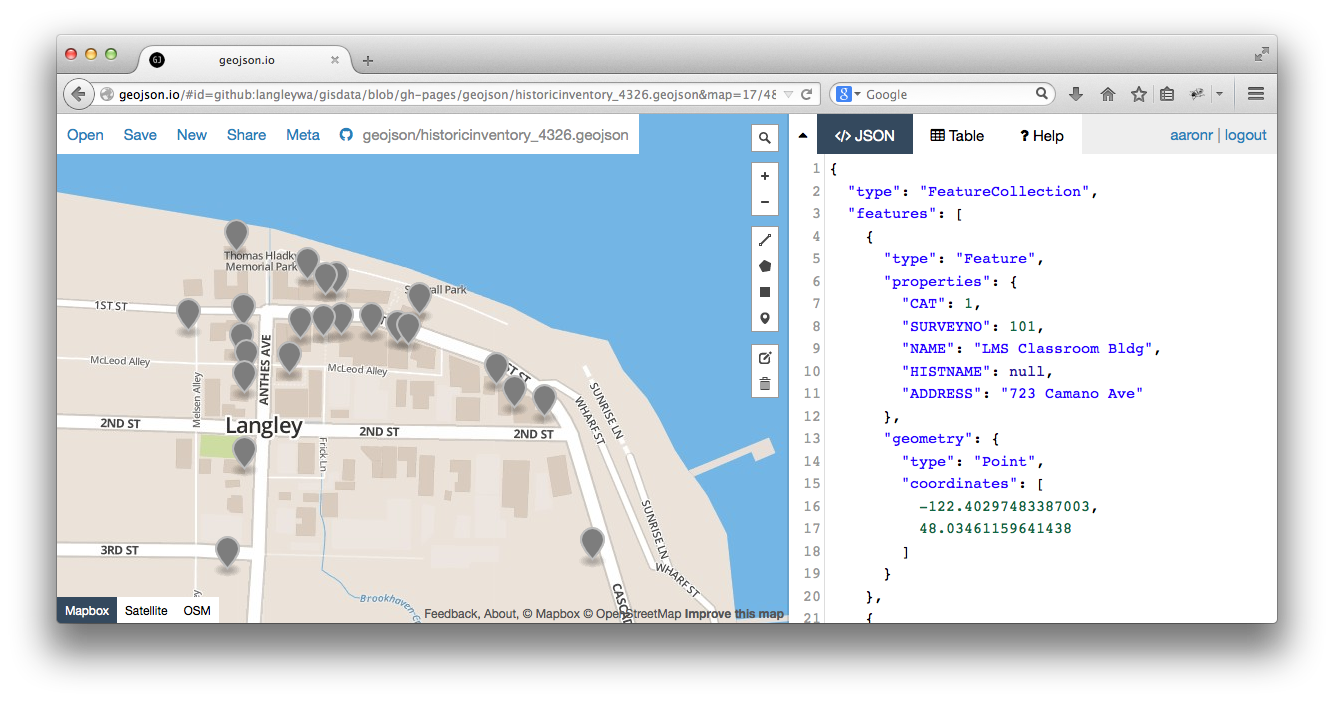 GJ geojson.io
geojson.io/#id=github:langleywa/gisdata/blob/gh-pages/geojson/historicinventory_4326.geojson&map=17/48
8 Google
Open Save New Share Meta geojson/historicinventory_4326.geojson
</> JSON Table ? Help aaronr | logout
Thomas Hladky
Memorial Park
Seawall Park
1ST ST
1ST ST
McLeod Alley
McLeod Alley
ANTHES AVE
Melsen Alley
2ND ST
Langley
2ND ST
2ND ST
SUNRISE LN
WHARF ST
Frick Ln
SUNRISE LN
3RD ST
WHARF ST
Brookhaven
Mapbox Satellite OSM
Feedback, About, © Mapbox © OpenStreetMap Improve this map
1 {
2 "type": "FeatureCollection",
3 "features": [
4 {
5 "type": "Feature",
6 "properties": {
7 "CAT": 1,
8 "SURVEYNO": 101,
9 "NAME": "LMS Classroom Bldg",
10 "HISTNAME": null,
11 "ADDRESS": "723 Camano Ave"
12 },
13 "geometry": {
14 "type": "Point",
15 "coordinates": [
16 -122.40297483387003,
17 48.03461159641438
18 ]
19 }
20 },
21 {